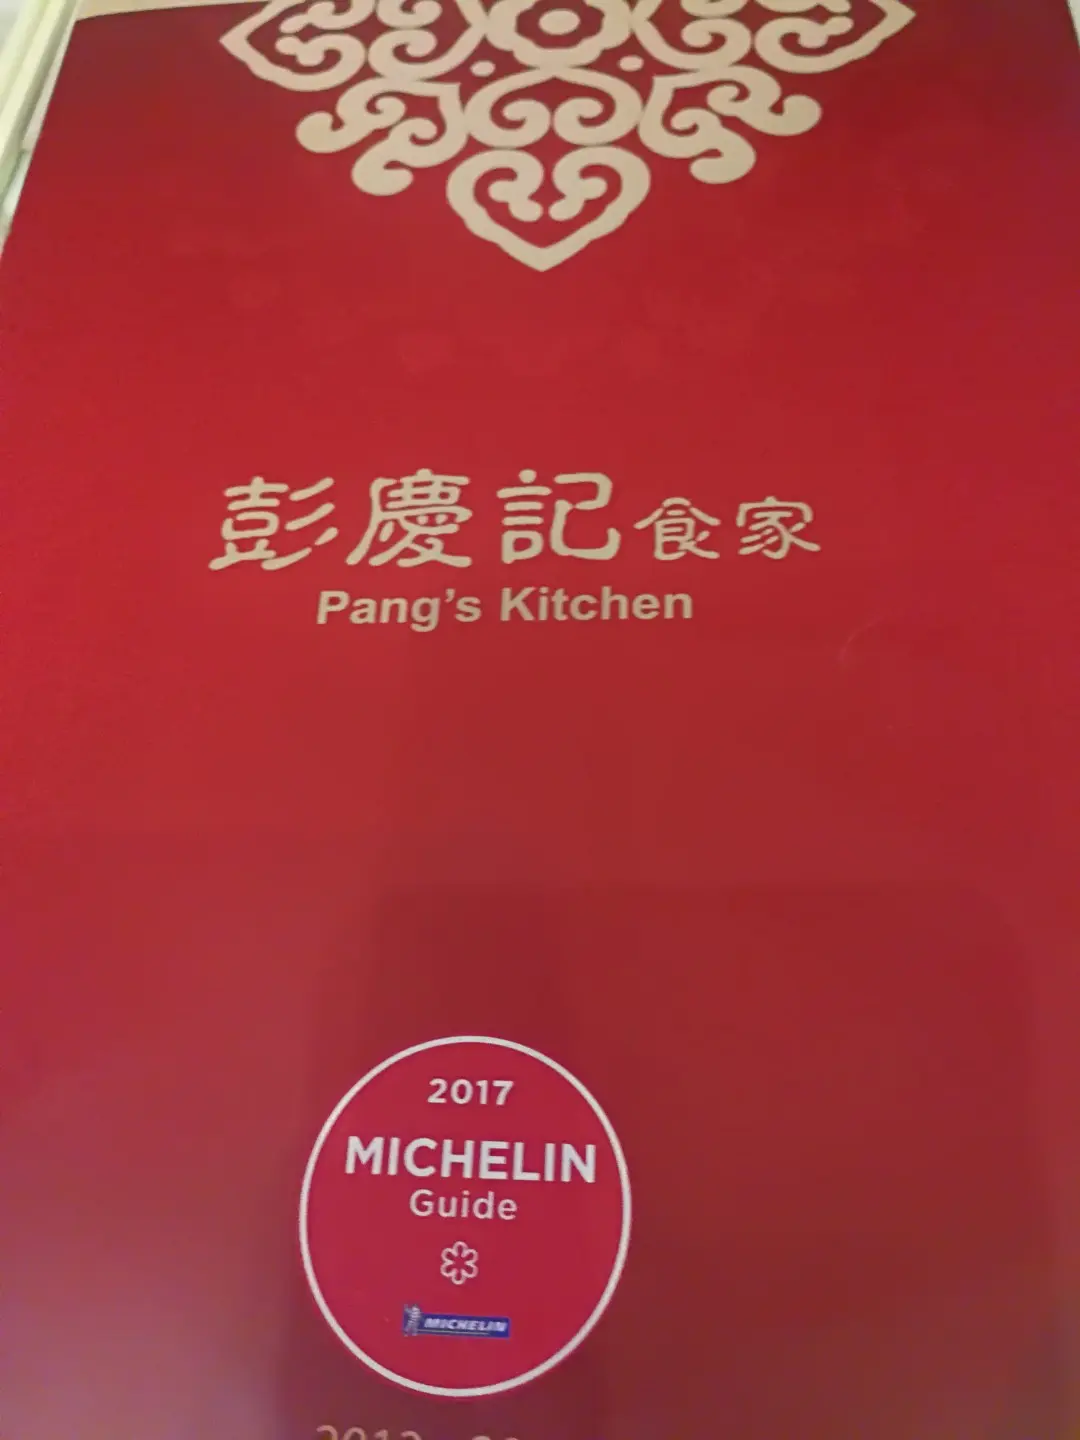 彭慶記食家
Pang's Kitchen
2017
MICHELIN
Guide
MICHELIN